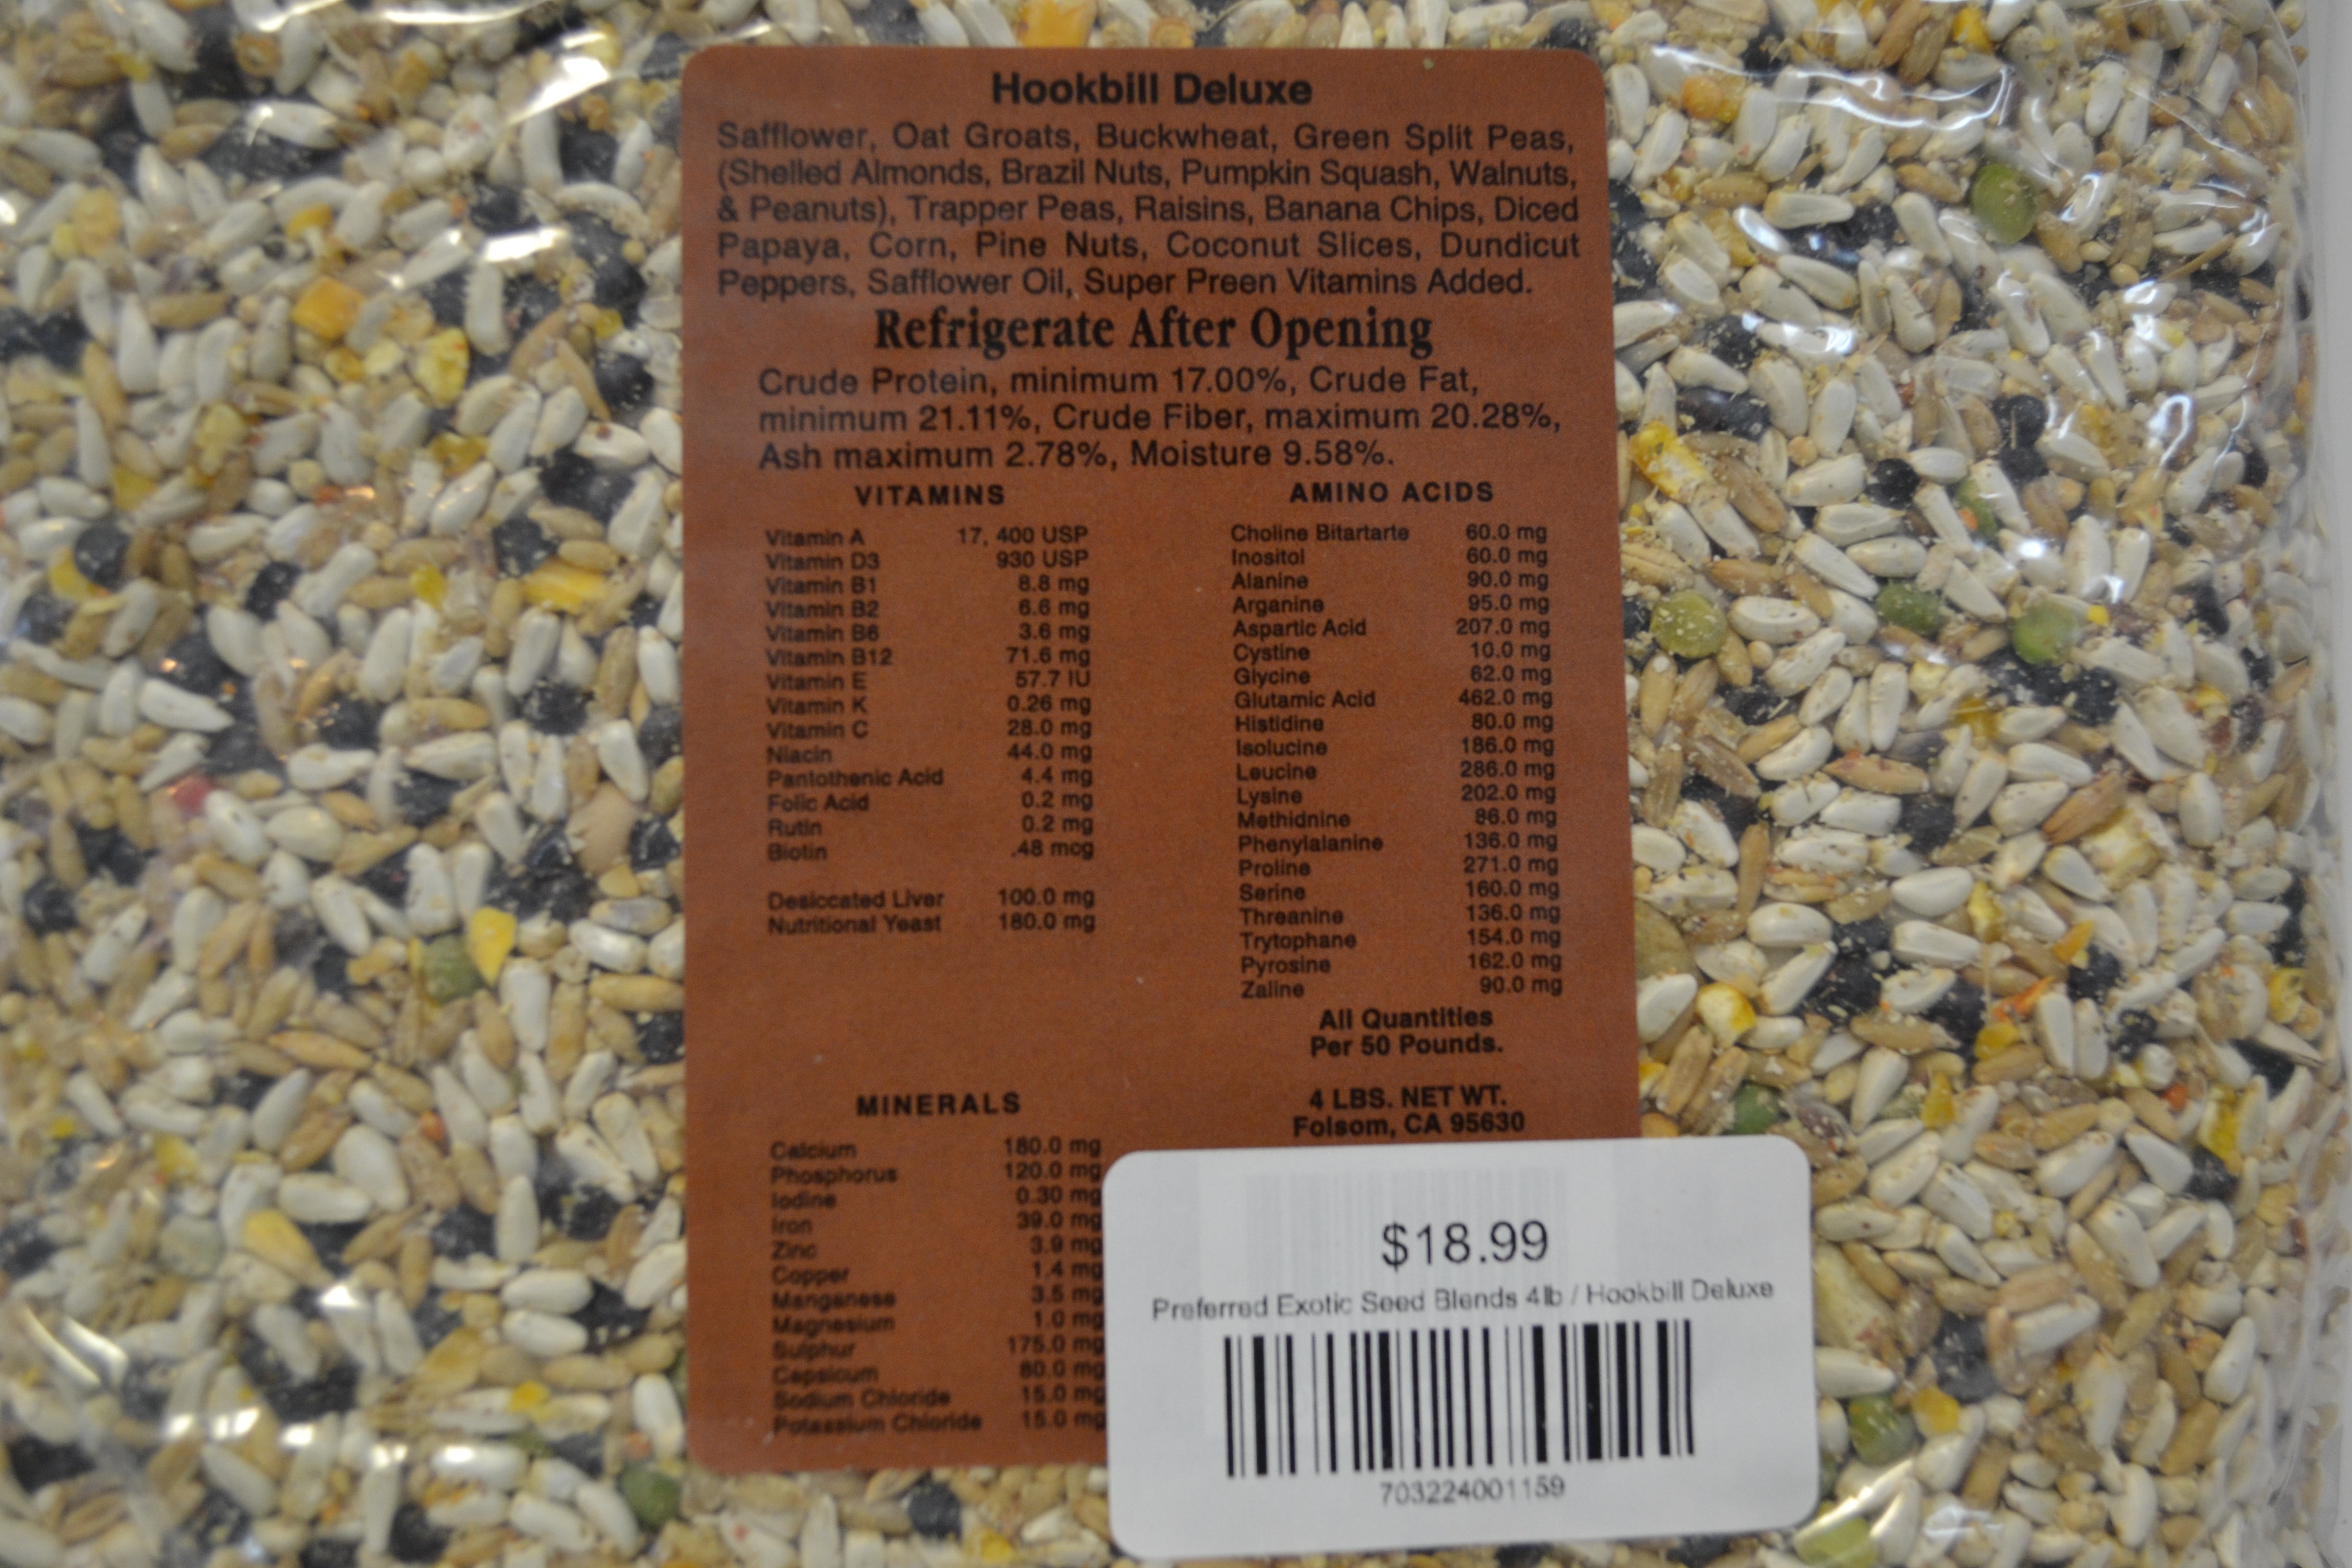 Hookbill Deluxe
Safflower, Oat Groats, Buckwheat, Green Split Peas,
(Shelled Almonds, Brazil Nuts, Pumpkin Squash, Walnuts,
& Peanuts), Trapper Peas, Raisins, Banana Chips, Diced
Papaya, Corn, Pine Nuts, Coconut Slices, Dundicut
Peppers, Safflower Oil, Super Preen Vitamins Added.
Refrigerate After Opening
Crude Protein, minimum 17.00%, Crude Fat,
minimum 21.11%, Crude Fiber, maximum 20.28%,
Ash maximum 2.78%, Moisture 9.58%.
VITAMINS
Vitamin A 17, 400 USP
Vitamin D3 930 USP
Vitamin B1 8.8 mg
Vitamin B2 6.6 mg
Vitamin B6 3.6 mg
Vitamin B12 71.6 mg
Vitamin E 57.7 IU
Vitamin K 0.26 mg
Vitamin C 28.0 mg
Niacin 44.0 mg
Pantothenic Acid 4.4 mg
Folic Acid 0.2 mg
Rutin 0.2 mg
Biotin .48 mcg
Desiccated Liver 100.0 mg
Nutritional Yeast 180.0 mg
MINERALS
Calcium 180.0 mg
Phosphorus 120.0 mg
Iodine 0.30 mg
Iron 39.0 mg
Zinc 3.9 mg
Copper 1.4 mg
Manganese 3.5 mg
Magnesium 1.0 mg
Sulphur 175.0 mg
Capsicum 80.0 mg
Sodium Chloride 15.0 mg
Potassium Chloride 15.0 mg
AMINO ACIDS
Choline Bitartarte 60.0 mg
Inositol 60.0 mg
Alanine 90.0 mg
Arganine 95.0 mg
Aspartic Acid 207.0 mg
Cystine 10.0 mg
Glycine 62.0 mg
Glutamic Acid 462.0 mg
Histidine 80.0 mg
Isolucine 186.0 mg
Leucine 286.0 mg
Lysine 202.0 mg
Methidnine 86.0 mg
Phenylalanine 136.0 mg
Proline 271.0 mg
Serine 160.0 mg
Threanine 136.0 mg
Trytophane 154.0 mg
Pyrosine 162.0 mg
Zaline 90.0 mg
All Quantities
Per 50 Pounds.
4 LBS. NET WT.
Folsom, CA 95630
$18.99
Preferred Exotic Seed Blends 4lb / Hookbill Deluxe
703224001159